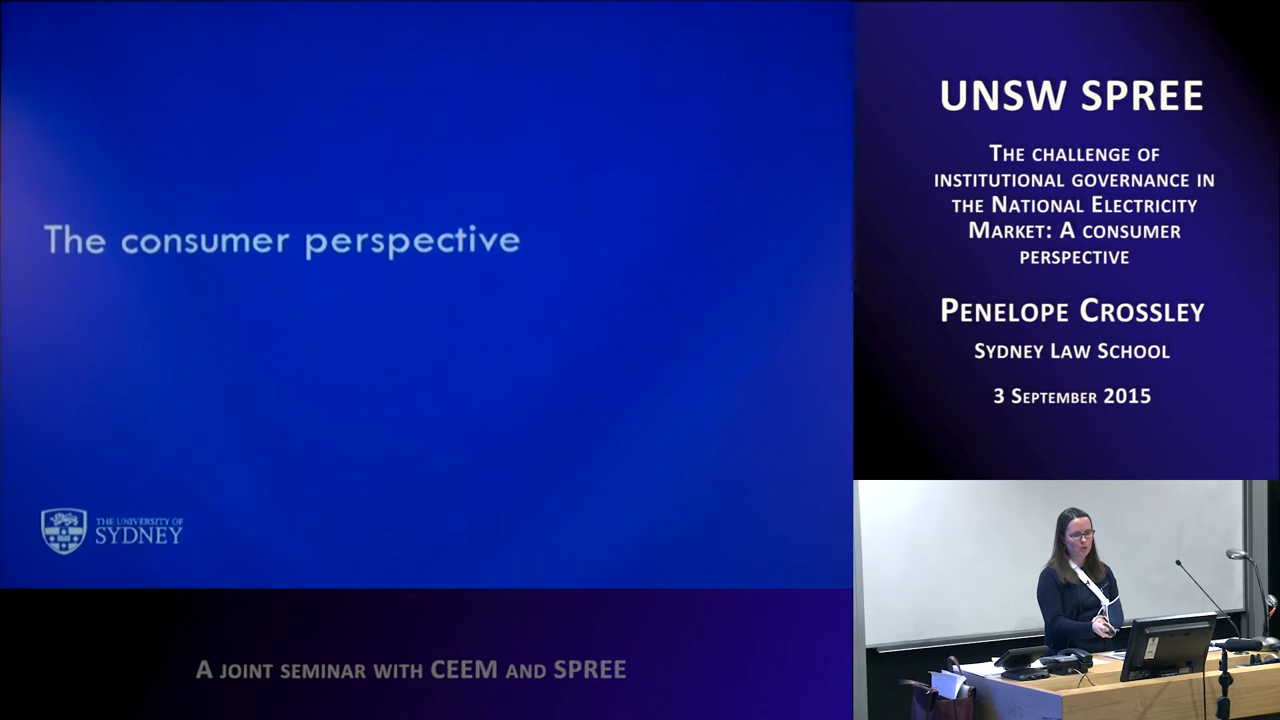 The consumer perspective
THE UNIVERSITY OF
SYDNEY
A JOINT SEMINAR WITH CEEM AND SPREE
UNSW SPREE
THE CHALLENGE OF
INSTITUTIONAL GOVERNANCE IN
THE NATIONAL ELECTRICITY
MARKET: A CONSUMER
PERSPECTIVE
PENELOPE CROSSLEY
SYDNEY LAW SCHOOL
3 SEPTEMBER 2015